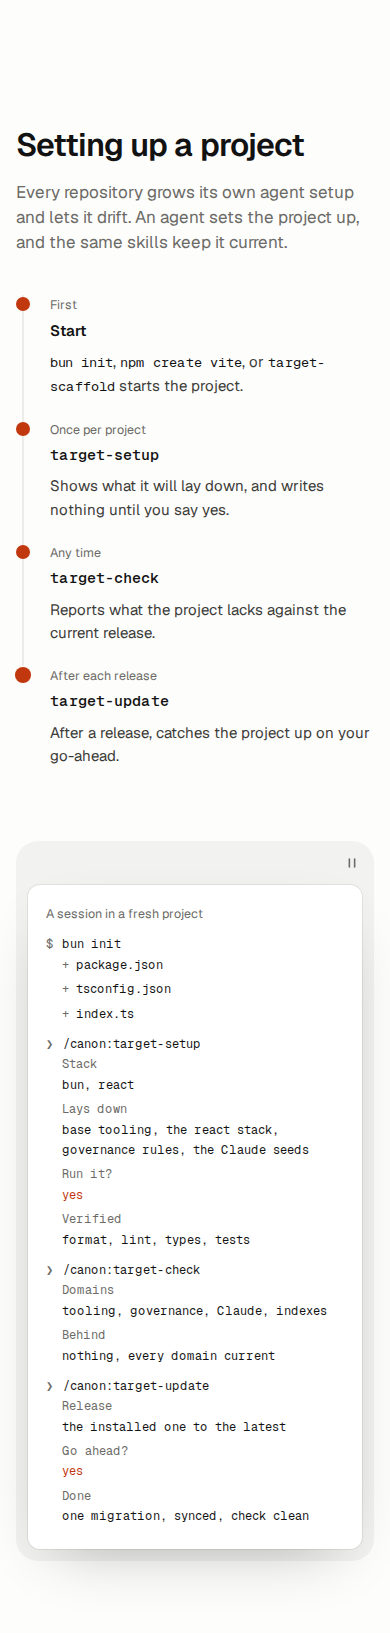 Setting up a project
Every repository grows its own agent setup
and lets it drift. An agent sets the project up,
and the same skills keep it current.
First
Start
bun init, npm create vite, or target-
scaffold starts the project.
Once per project
target-setup
Shows what it will lay down, and writes
nothing until you say yes.
Any time
target-check
Reports what the project lacks against the
current release.
After each release
target-update
After a release, catches the project up on your
go-ahead.
A session in a fresh project
$ bun init
+ package.json
+ tsconfig.json
+ index.ts
❯ /canon:target-setup
Stack
bun, react
Lays down
base tooling, the react stack,
governance rules, the Claude seeds
Run it?
yes
Verified
format, lint, types, tests
❯ /canon:target-check
Domains
tooling, governance, Claude, indexes
Behind
nothing, every domain current
❯ /canon:target-update
Release
the installed one to the latest
Go ahead?
yes
Done
one migration, synced, check clean